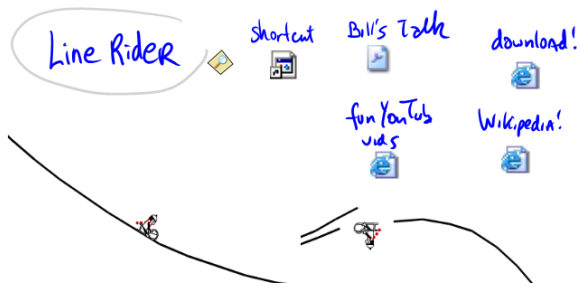 Line Rider
shortcut
Bill's Talk
download!
fun YouTub
vids
Wikipedia!